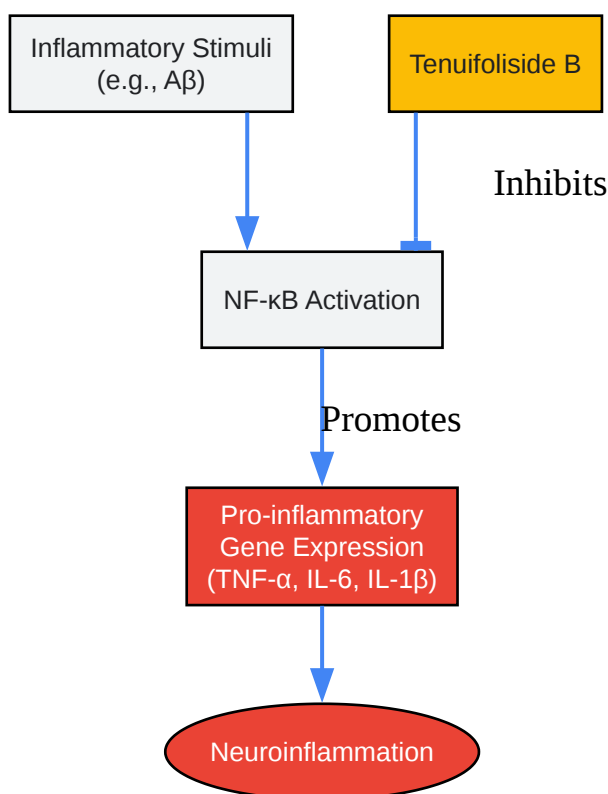 Inflammatory Stimuli
(e.g., Aβ)
Tenuifoliside B
Inhibits
NF-κB Activation
Promotes
Pro-inflammatory
Gene Expression
(TNF-α, IL-6, IL-1β)
Neuroinflammation